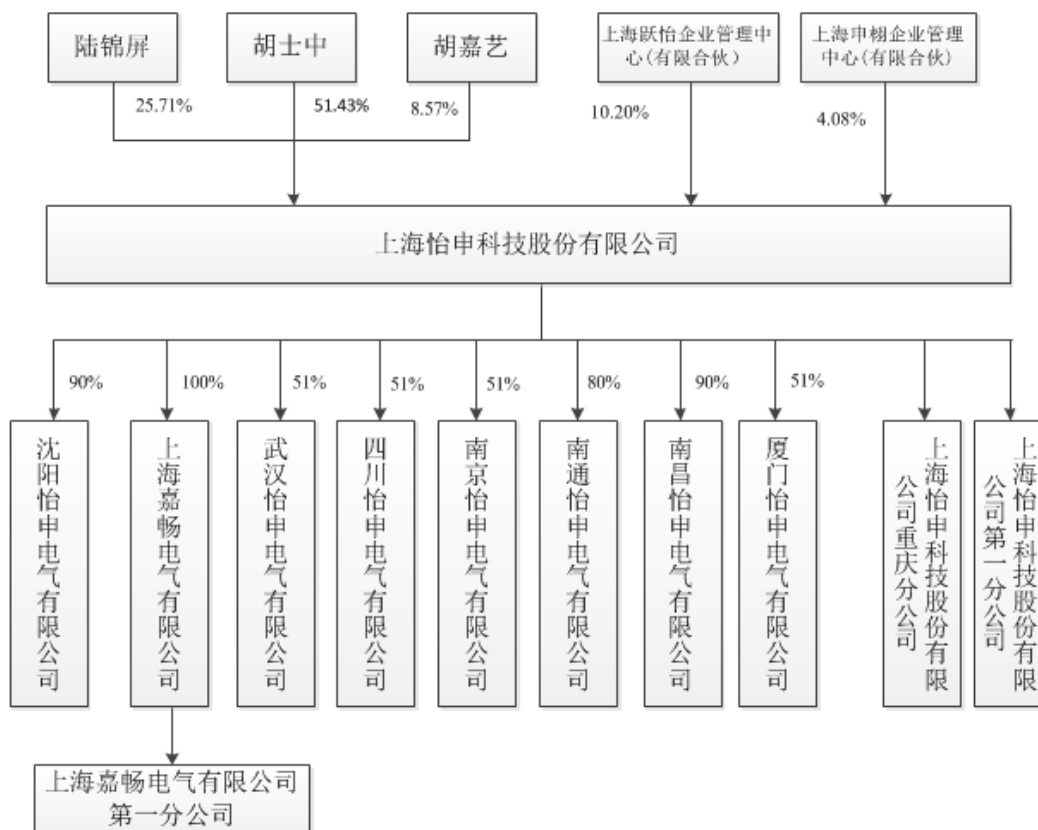 陆锦屏
胡士中
胡嘉艺
上海跃怡企业管理中
心(有限合伙）
上海申栩企业管理
中心(有限合伙)
25.71%
51.43%
8.57%
10.20%
4.08%
上海怡申科技股份有限公司
90%
100%
51%
51%
51%
80%
90%
51%
沈阳怡申电气有限公司
上海嘉畅电气有限公司
武汉怡申电气有限公司
四川怡申电气有限公司
南京怡申电气有限公司
南通怡申电气有限公司
南昌怡申电气有限公司
厦门怡申电气有限公司
上海怡申科技股份有限
公司重庆分公司
上海怡申科技股份有限
公司第一分公司
上海嘉畅电气有限公司
第一分公司